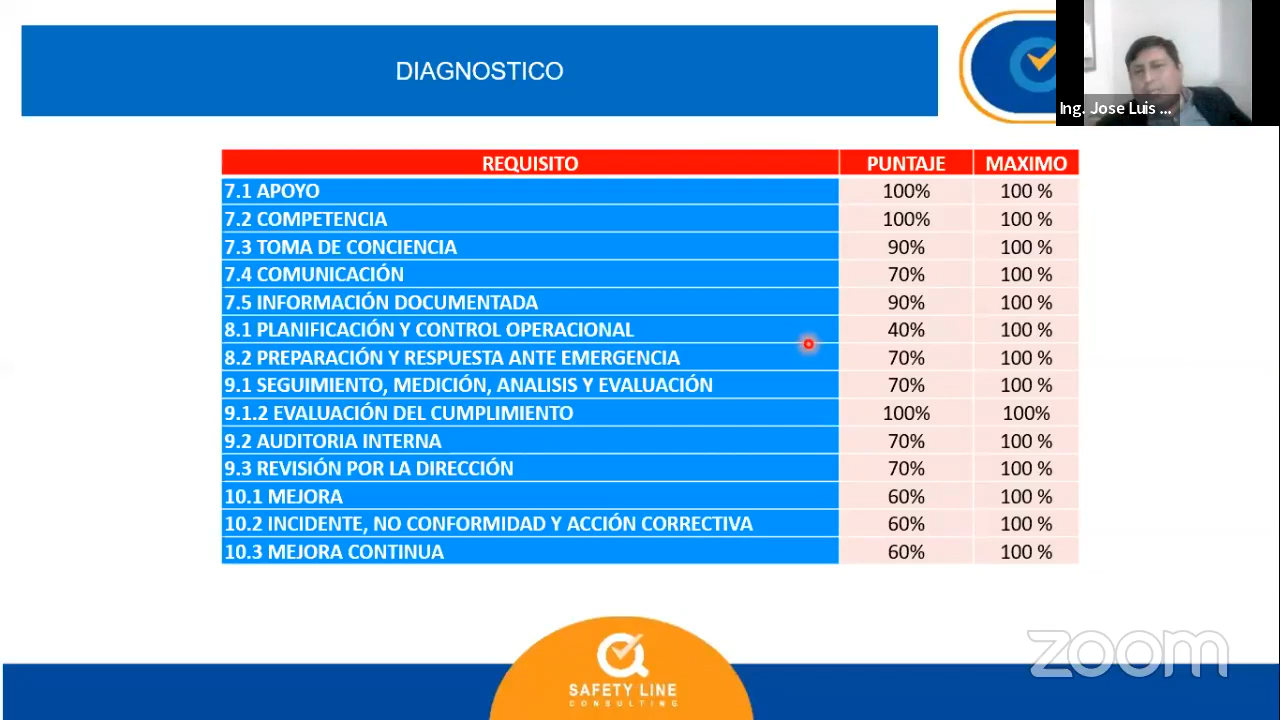 DIAGNOSTICO
Ing. Jose Luis ...
REQUISITO PUNTAJE MAXIMO
7.1 APOYO 100% 100 %
7.2 COMPETENCIA 100% 100 %
7.3 TOMA DE CONCIENCIA 90% 100 %
7.4 COMUNICACIÓN 70% 100 %
7.5 INFORMACIÓN DOCUMENTADA 90% 100 %
8.1 PLANIFICACIÓN Y CONTROL OPERACIONAL 40% 100 %
8.2 PREPARACIÓN Y RESPUESTA ANTE EMERGENCIA 70% 100 %
9.1 SEGUIMIENTO, MEDICIÓN, ANALISIS Y EVALUACIÓN 70% 100 %
9.1.2 EVALUACIÓN DEL CUMPLIMIENTO 100% 100%
9.2 AUDITORIA INTERNA 70% 100 %
9.3 REVISIÓN POR LA DIRECCIÓN 70% 100 %
10.1 MEJORA 60% 100 %
10.2 INCIDENTE, NO CONFORMIDAD Y ACCIÓN CORRECTIVA 60% 100 %
10.3 MEJORA CONTINUA 60% 100 %
zoom
SAFETY LINE
CONSULTING